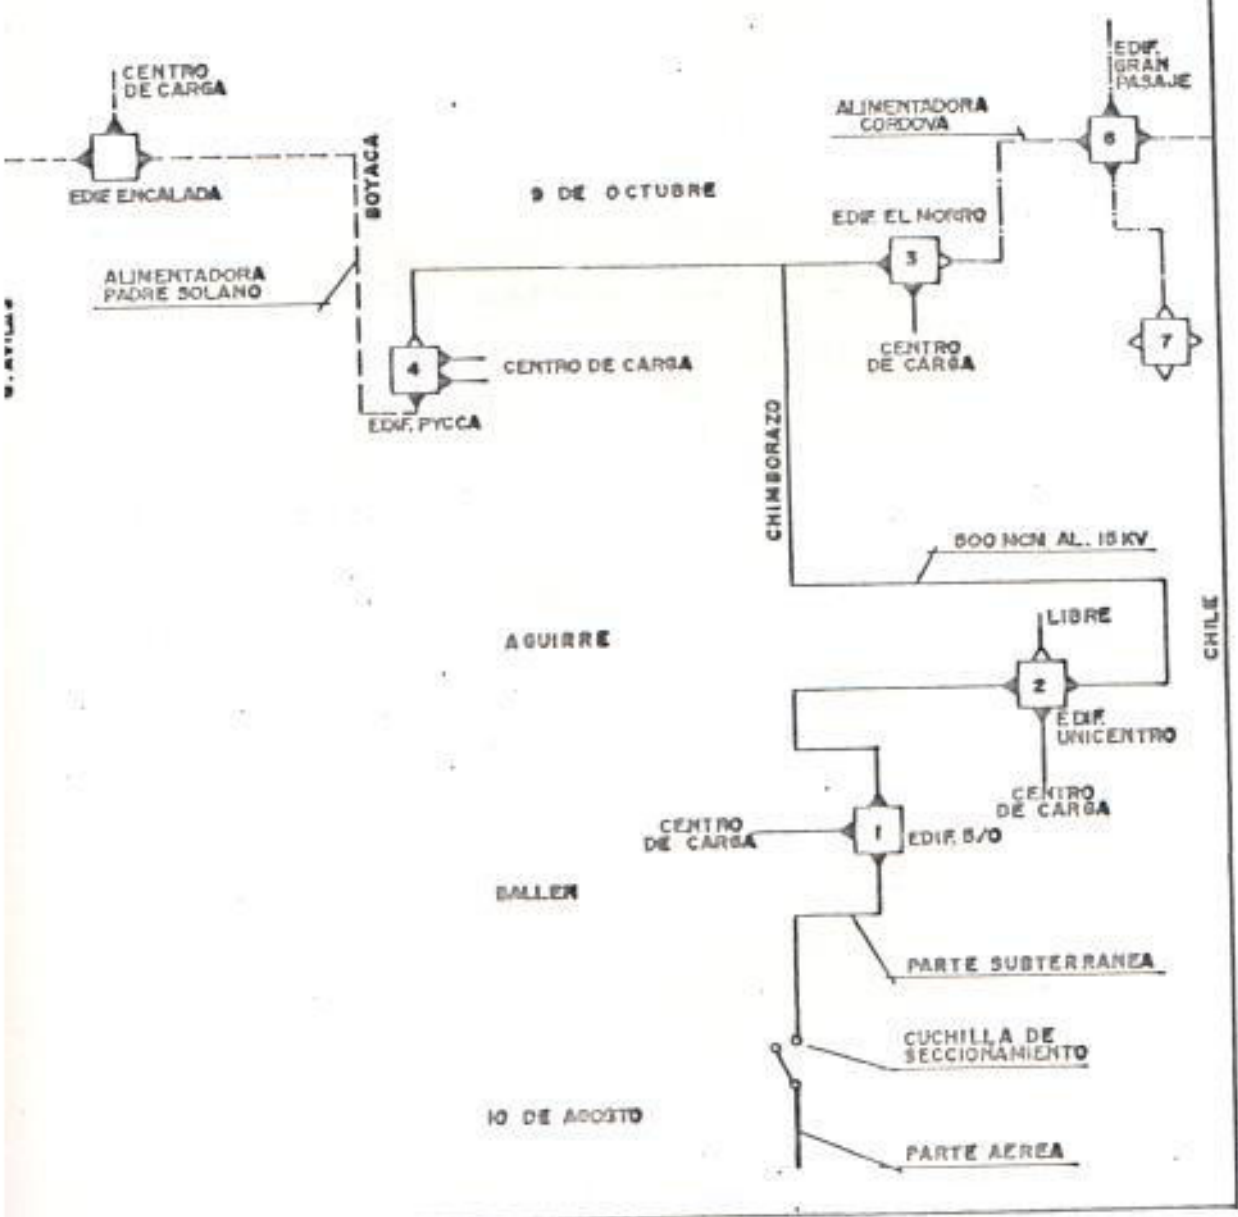 CENTRO
DE CARGA
EDIF.
GRAN
PASAJE
ALIMENTADORA
CORDOVA
6
BOYACA
EDIF. ENCALADA
9 DE OCTUBRE
EDIF. EL MORRO
3
ALIMENTADORA
PADRE SOLANO
4
CENTRO DE CARGA
CENTRO
DE CARGA
7
EDIF. PYCCA
CHIMBORAZO
500 MCM AL. 15 KV
CHILE
LIBRE
AGUIRRE
2
EDIF.
UNICENTRO
CENTRO
DE CARGA
CENTRO
DE CARGA
1
EDIF. S/O
BALLEN
PARTE SUBTERRANEA
CUCHILLA DE
SECCIONAMIENTO
10 DE AGOSTO
PARTE AEREA